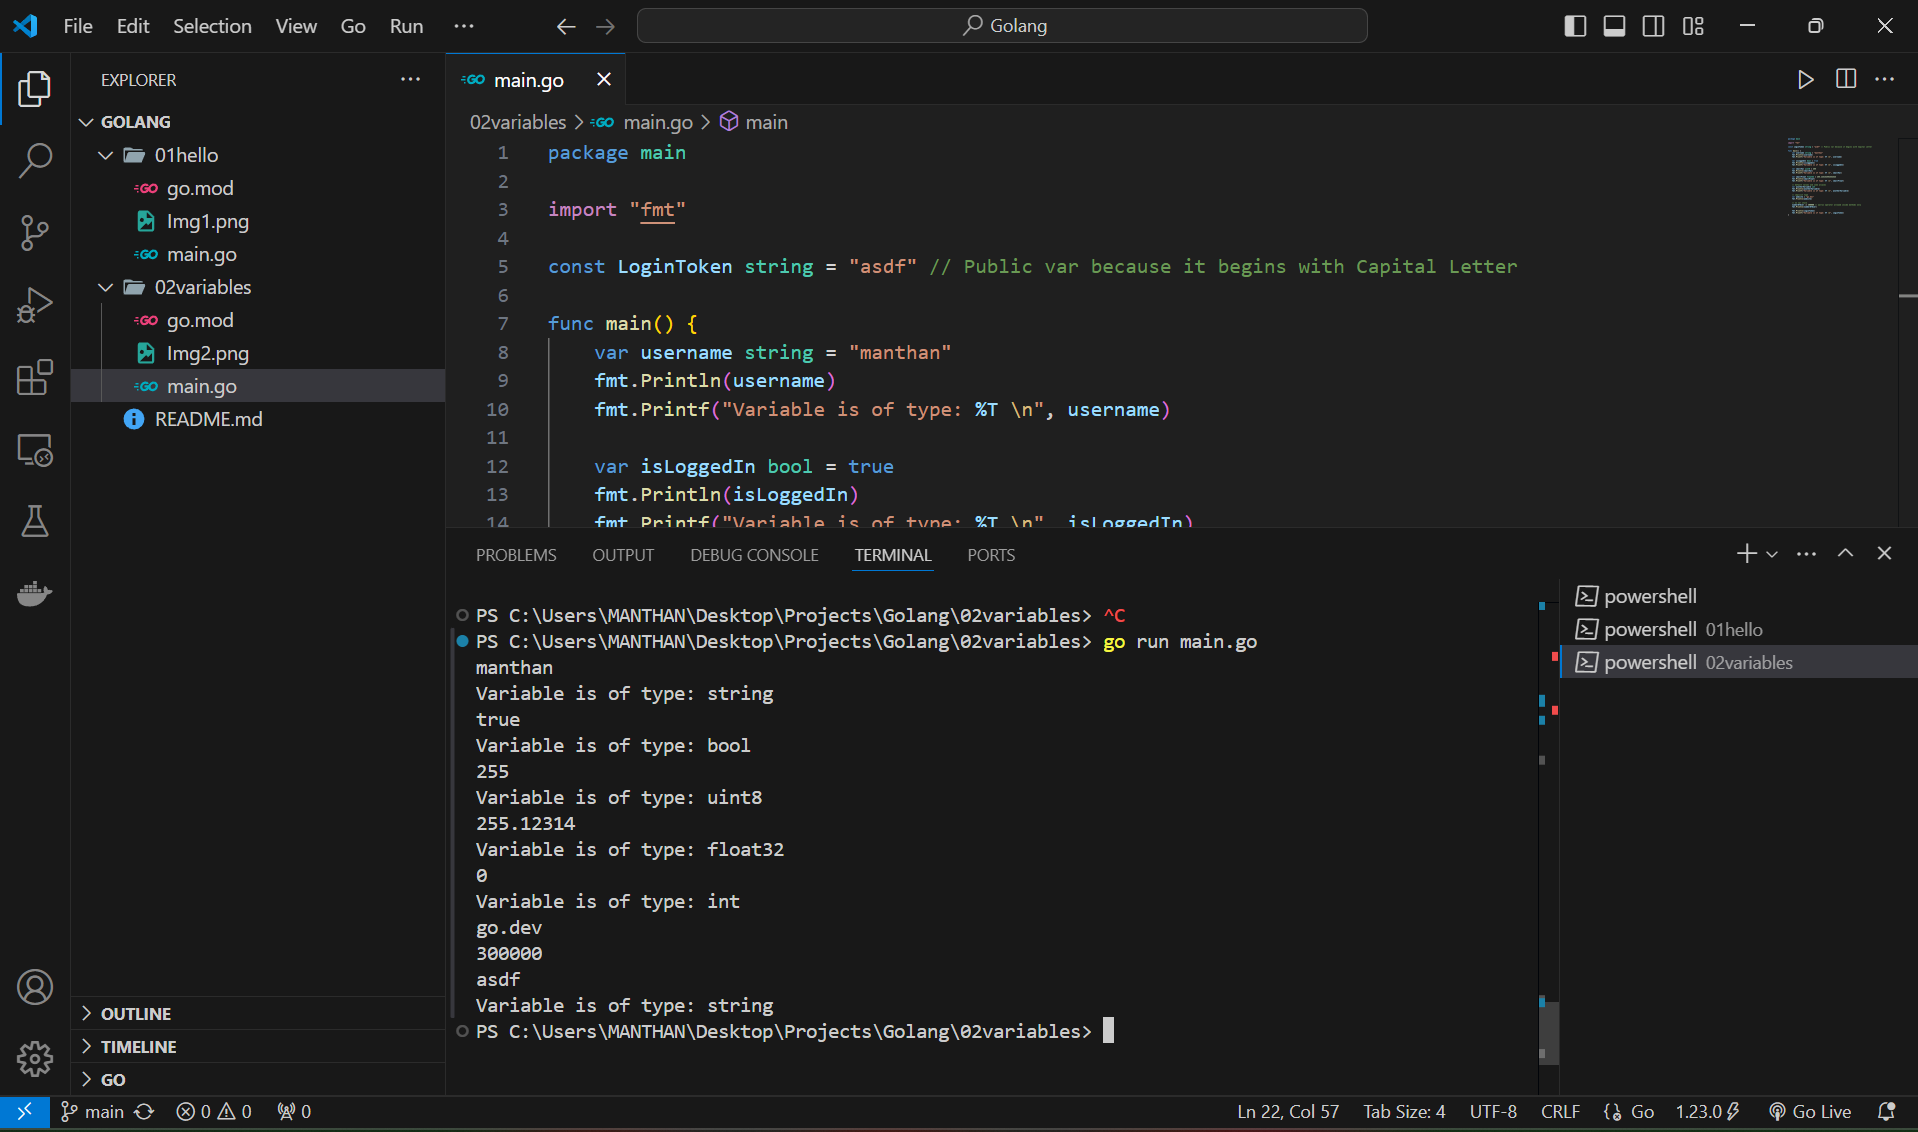 File Edit Selection View Go Run ··· Golang
EXPLORER ···
GOLANG
01hello
go.mod
Img1.png
main.go
02variables
go.mod
Img2.png
main.go
README.md
OUTLINE
TIMELINE
GO
main.go
02variables > main.go > main
1 package main
2
3 import "fmt"
4
5 const LoginToken string = "asdf" // Public var because it begins with Capital Letter
6
7 func main() {
8 var username string = "manthan"
9 fmt.Println(username)
10 fmt.Printf("Variable is of type: %T \n", username)
11
12 var isLoggedIn bool = true
13 fmt.Println(isLoggedIn)
14 fmt.Printf("Variable is of type: %T \n", isLoggedIn)
PROBLEMS OUTPUT DEBUG CONSOLE TERMINAL PORTS
PS C:\Users\MANTHAN\Desktop\Projects\Golang\02variables> ^C
PS C:\Users\MANTHAN\Desktop\Projects\Golang\02variables> go run main.go
manthan
Variable is of type: string
true
Variable is of type: bool
255
Variable is of type: uint8
255.12314
Variable is of type: float32
0
Variable is of type: int
go.dev
300000
asdf
Variable is of type: string
PS C:\Users\MANTHAN\Desktop\Projects\Golang\02variables>
powershell
powershell 01hello
powershell 02variables
main 0 0 0 Ln 22, Col 57 Tab Size: 4 UTF-8 CRLF Go 1.23.0 Go Live